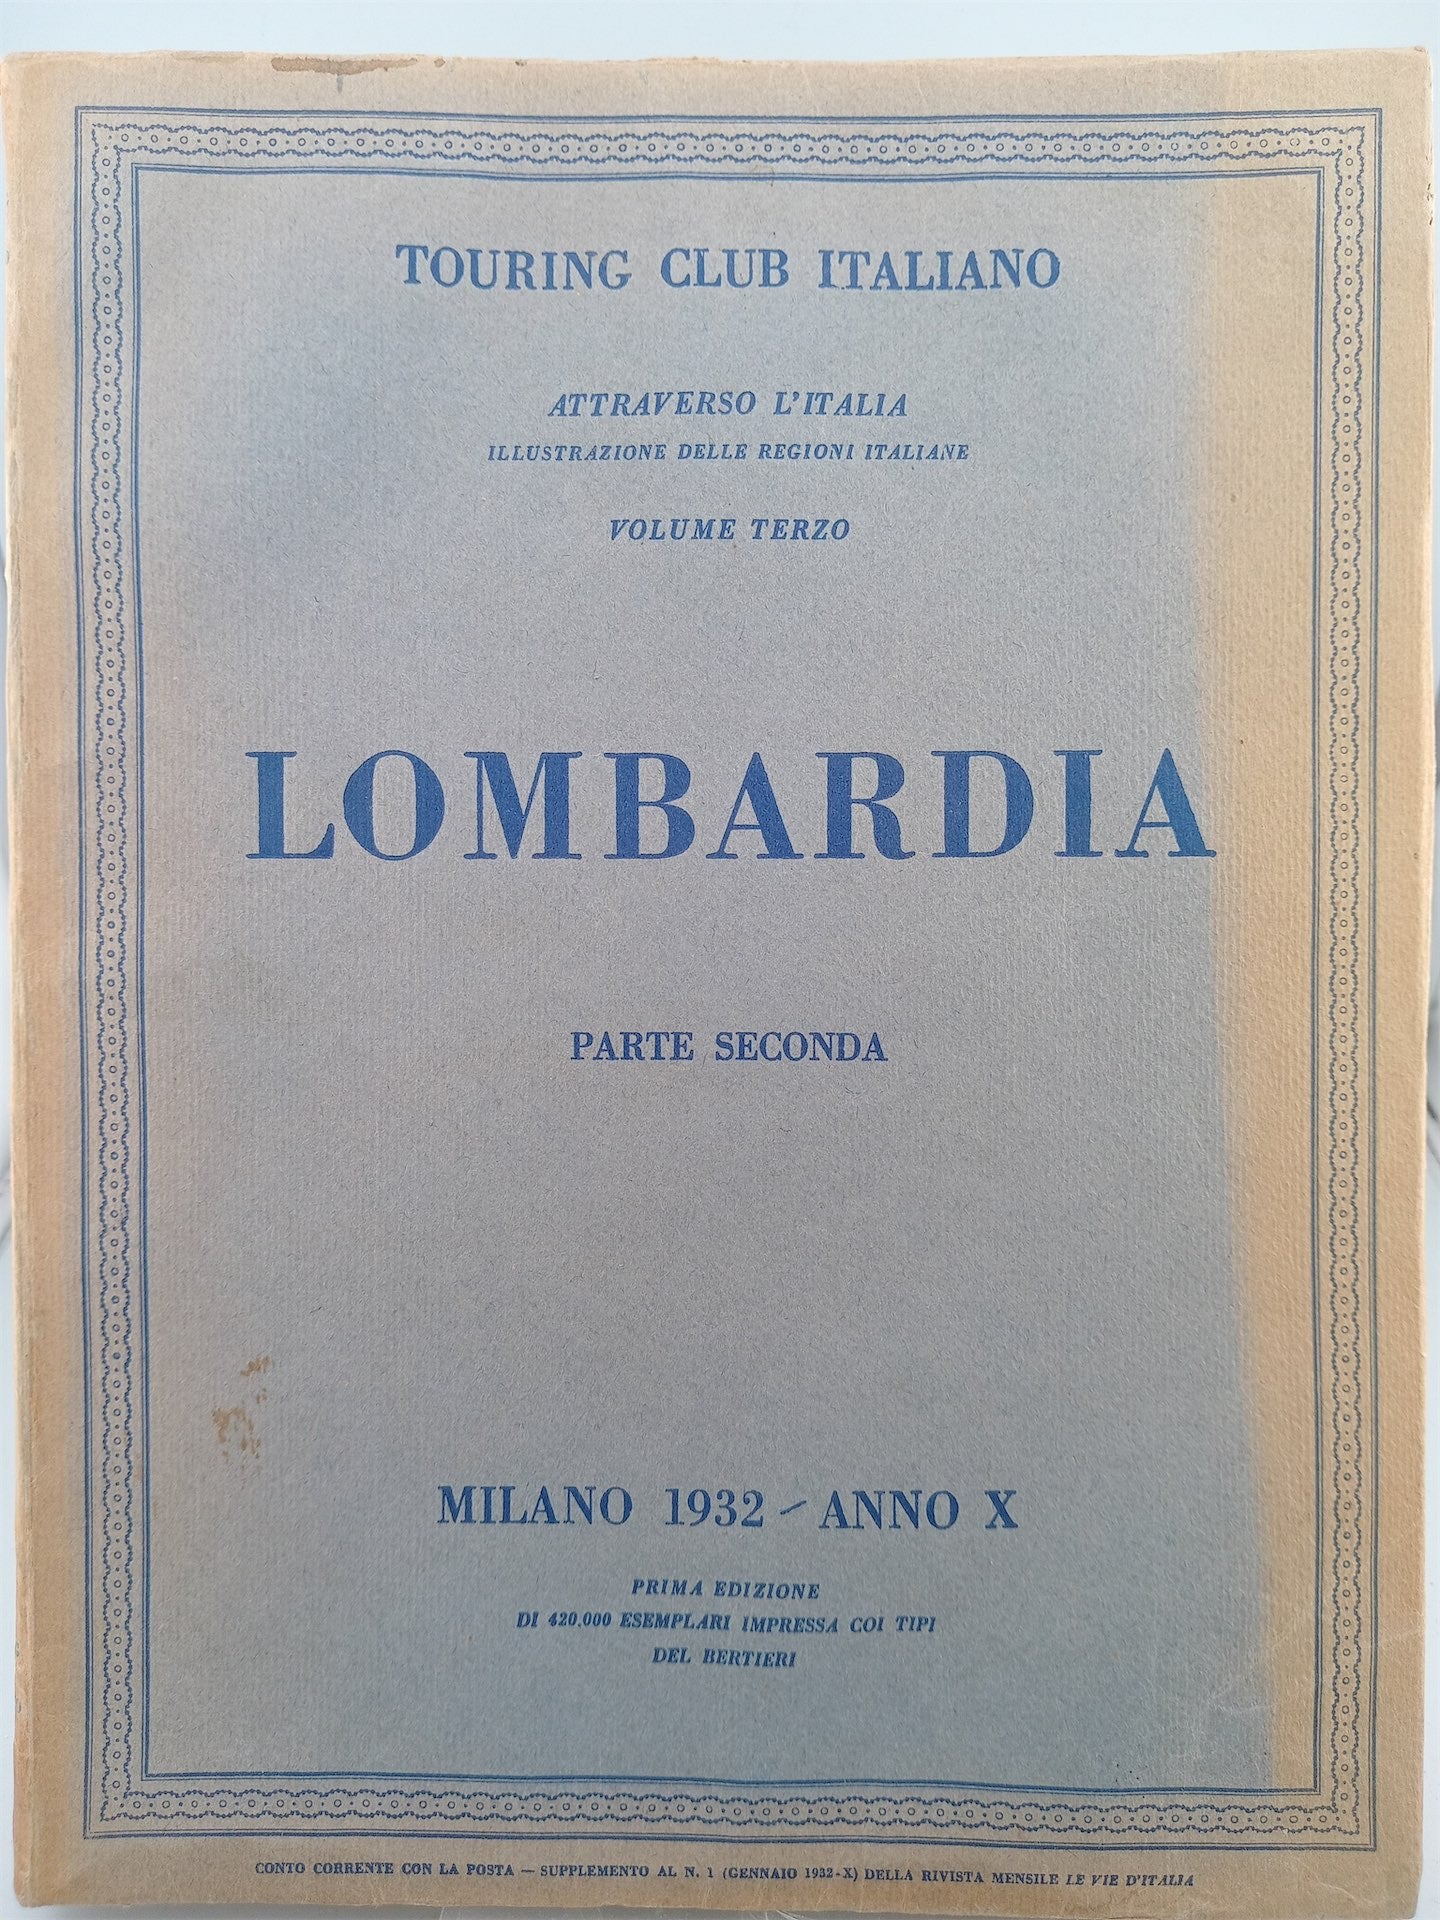 TOURING CLUB ITALIANO
ATTRAVERSO L'ITALIA
ILLUSTRAZIONE DELLE REGIONI ITALIANE
VOLUME TERZO
LOMBARDIA
PARTE SECONDA
MILANO 1932 - ANNO X
PRIMA EDIZIONE
DI 420.000 ESEMPLARI IMPRESSA COI TIPI
DEL BERTIERI
CONTO CORRENTE CON LA POSTA — SUPPLEMENTO AL N. 1 (GENNAIO 1932-X) DELLA RIVISTA MENSILE LE VIE D'ITALIA